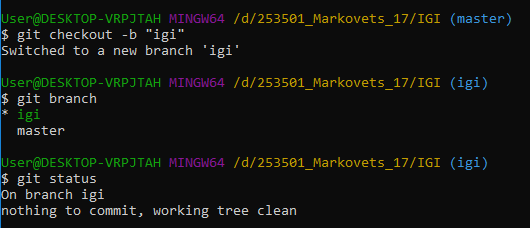 User@DESKTOP-VRPJTAH MINGW64 /d/253501_Markovets_17/IGI (master)
$ git checkout -b "igi"
Switched to a new branch 'igi'
User@DESKTOP-VRPJTAH MINGW64 /d/253501_Markovets_17/IGI (igi)
$ git branch
* igi
  master
User@DESKTOP-VRPJTAH MINGW64 /d/253501_Markovets_17/IGI (igi)
$ git status
On branch igi
nothing to commit, working tree clean